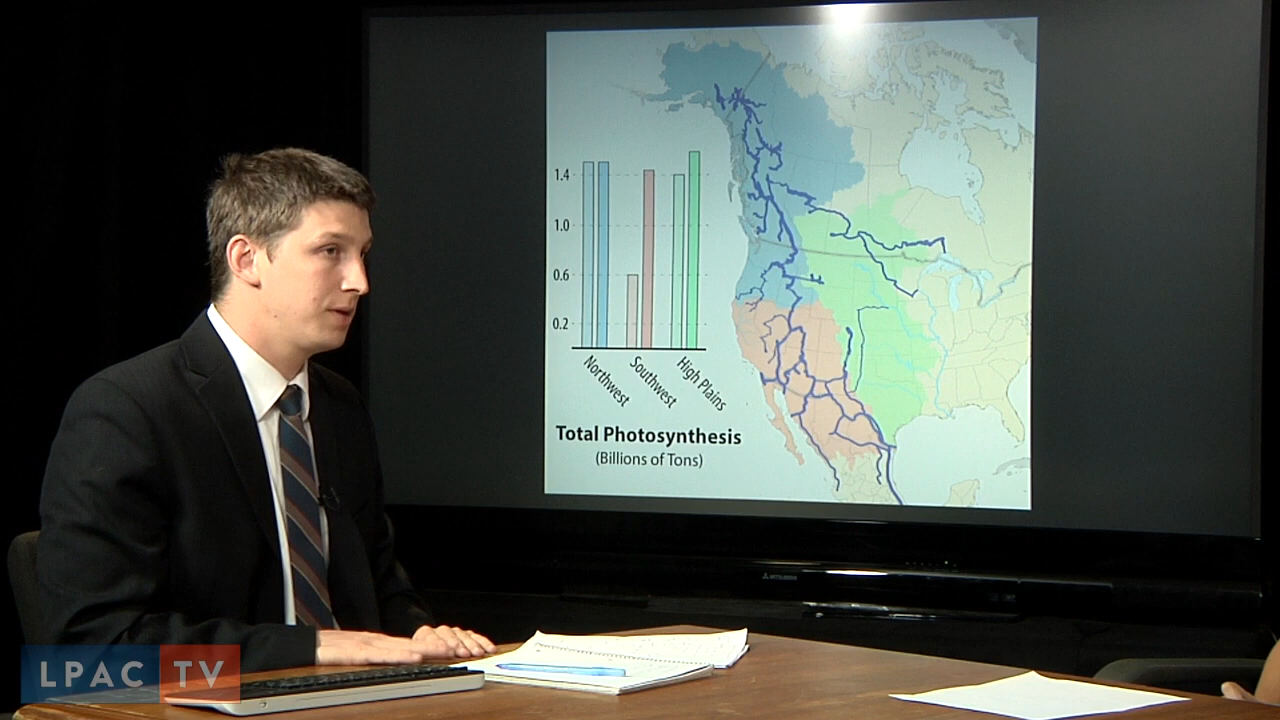 1.4
1.0
0.6
0.2
Northwest
Southwest
High Plains
Total Photosynthesis
(Billions of Tons)
MITSUBISHI
LPAC TV